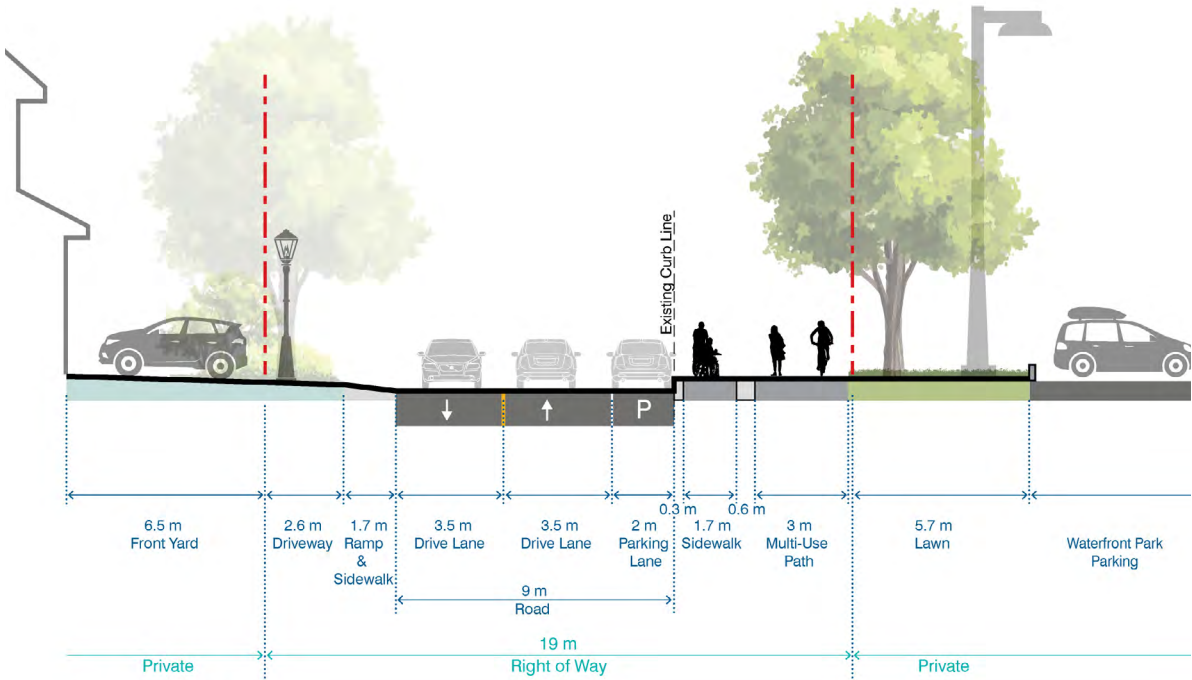 Existing Curb Line
P
0.3 m
0.6 m
6.5 m
Front Yard
2.6 m
Driveway
1.7 m
Ramp
&
Sidewalk
3.5 m
Drive Lane
3.5 m
Drive Lane
2 m
Parking
Lane
1.7 m
Sidewalk
3 m
Multi-Use
Path
5.7 m
Lawn
Waterfront Park
Parking
9 m
Road
19 m
Private
Right of Way
Private